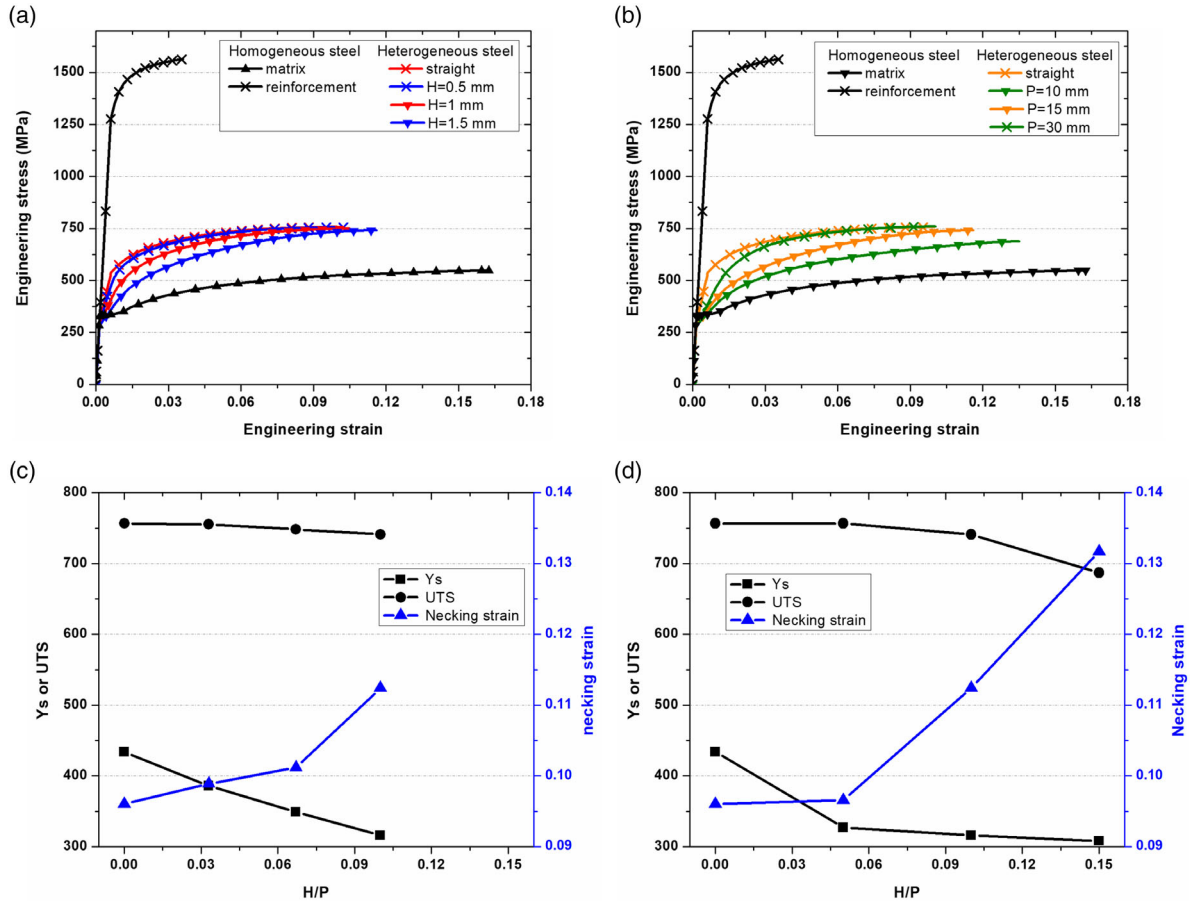 (a)
Engineering stress (MPa)
1500
1250
1000
750
500
250
0
Homogeneous steel Heterogeneous steel
matrix straight
reinforcement H=0.5 mm
H=1 mm
H=1.5 mm
0.00 0.03 0.06 0.09 0.12 0.15 0.18
Engineering strain
(b)
Engineering stress (MPa)
1500
1250
1000
750
500
250
0
Homogeneous steel Heterogeneous steel
matrix straight
reinforcement P=10 mm
P=15 mm
P=30 mm
0.00 0.03 0.06 0.09 0.12 0.15 0.18
Engineering strain
(c)
Ys or UTS
800
700
600
500
400
300
Ys
UTS
Necking strain
0.14
0.13
0.12
0.11
0.10
0.09
necking strain
0.00 0.03 0.06 0.09 0.12 0.15
H/P
(d)
Ys or UTS
800
700
600
500
400
300
Ys
UTS
Necking strain
0.14
0.13
0.12
0.11
0.10
0.09
Necking strain
0.00 0.03 0.06 0.09 0.12 0.15
H/P